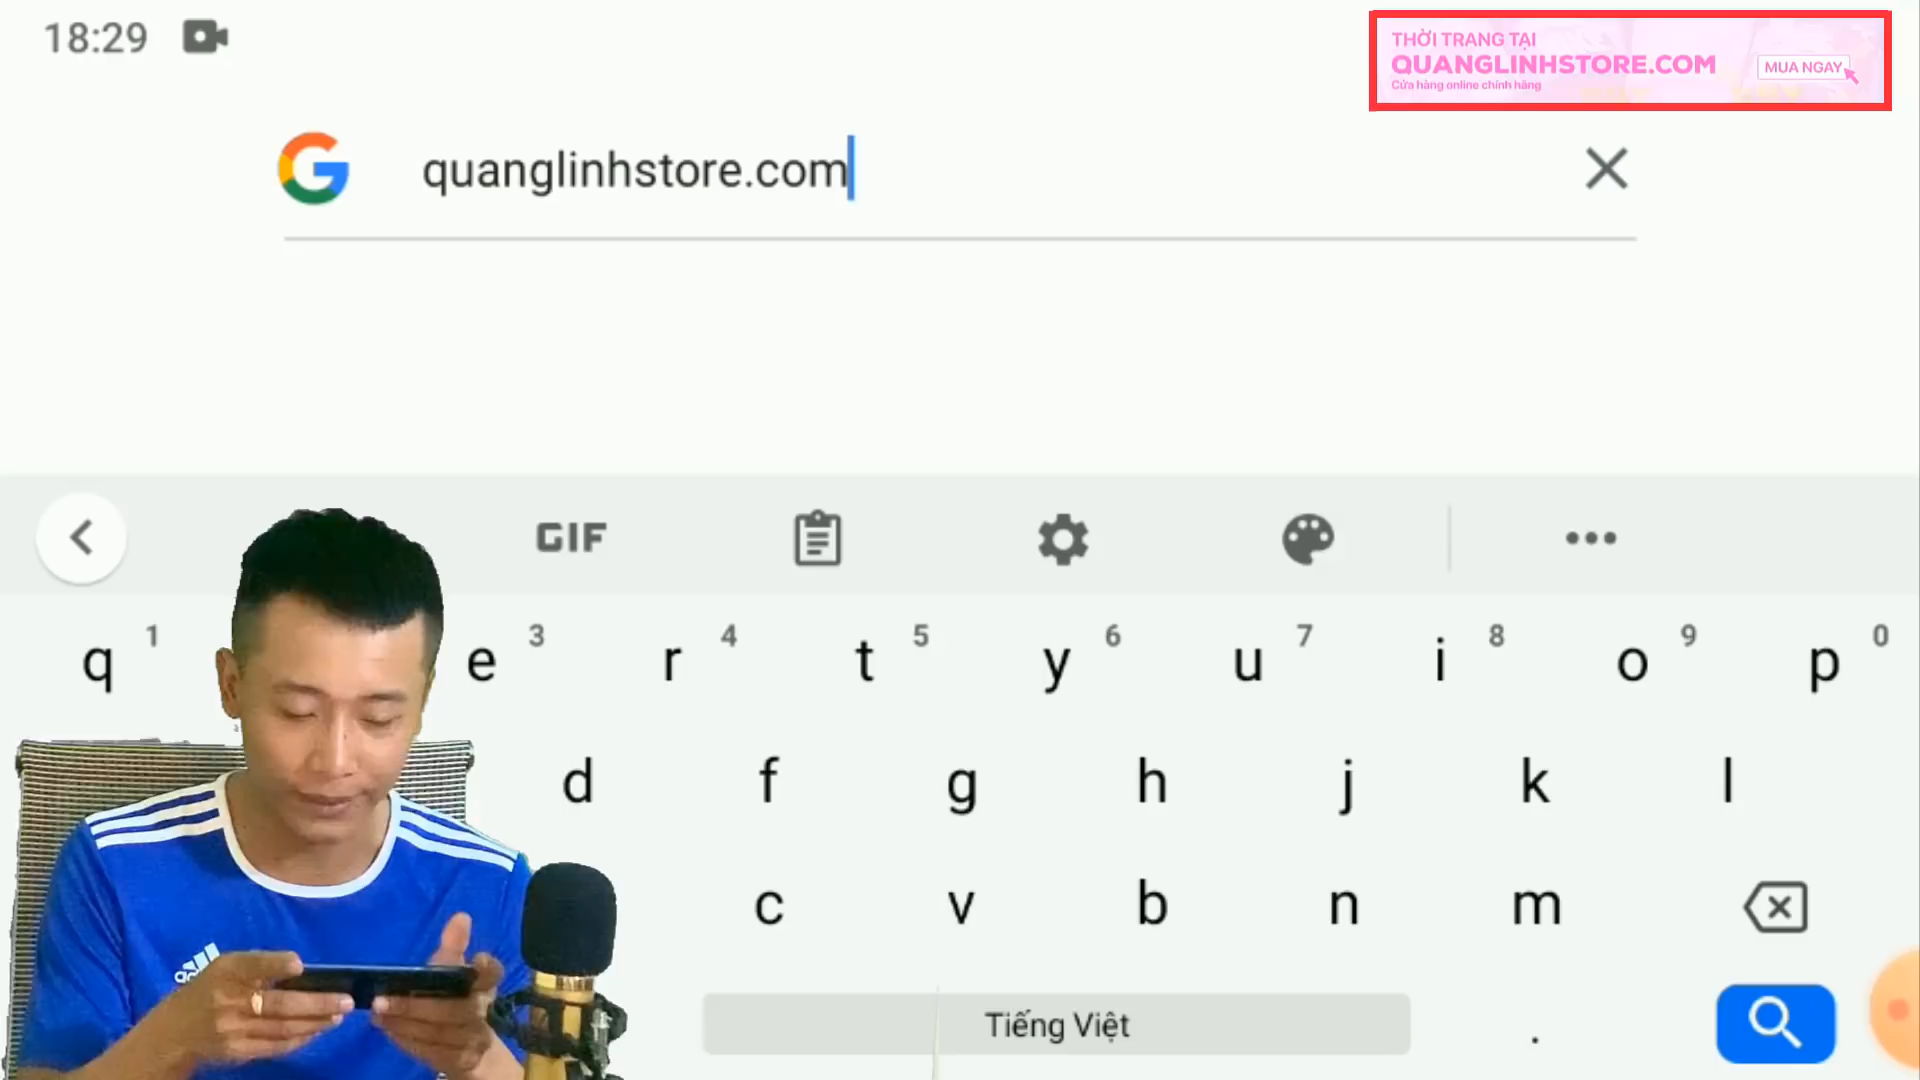 18:29
THỜI TRANG TẠI
QUANGLINHSTORE.COM
Cửa hàng online chính hãng
MUA NGAY
quanglinhstore.com
GIF
q 1 e 3 r 4 t 5 y 6 u 7 i 8 o 9 p 0
d f g h j k l
c v b n m
Tiếng Việt .